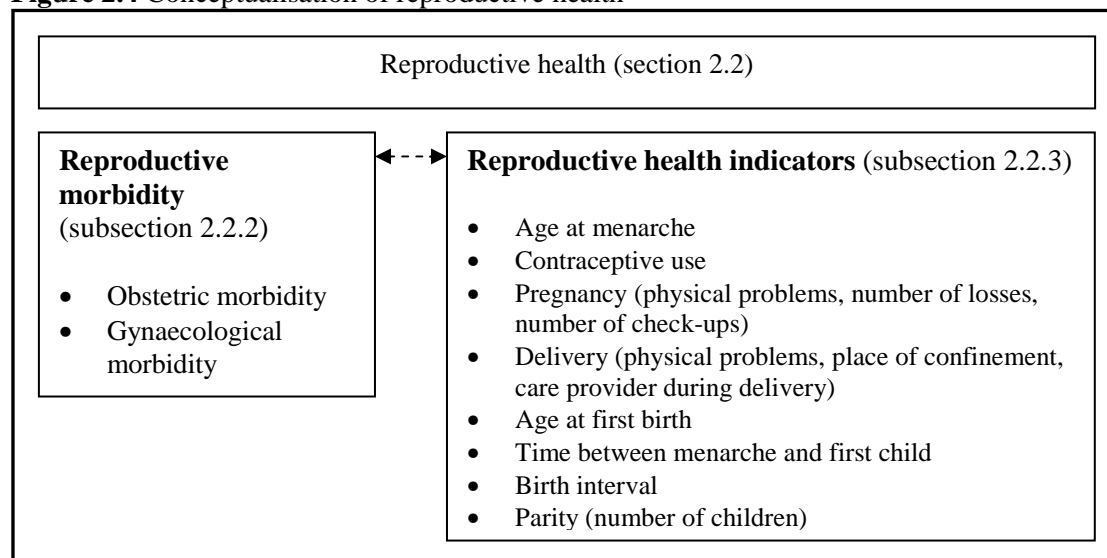 Figure 2.4 Conceptualisation of reproductive health
Reproductive health (section 2.2)
Reproductive
morbidity
(subsection 2.2.2)
• Obstetric morbidity
• Gynaecological
morbidity
Reproductive health indicators (subsection 2.2.3)
• Age at menarche
• Contraceptive use
• Pregnancy (physical problems, number of losses,
number of check-ups)
• Delivery (physical problems, place of confinement,
care provider during delivery)
• Age at first birth
• Time between menarche and first child
• Birth interval
• Parity (number of children)